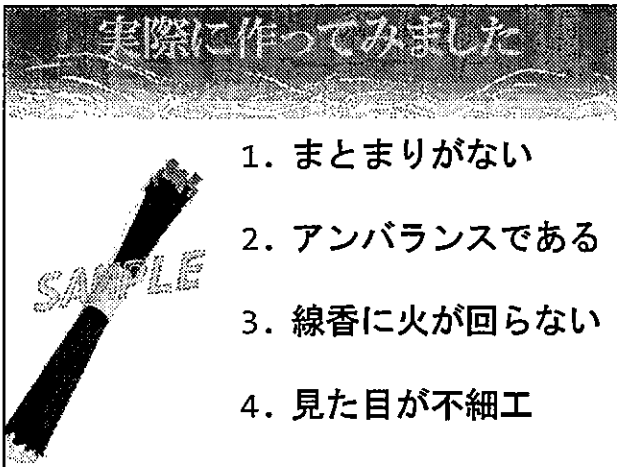 実際に作ってみました
1. まとまりがない
2. アンバランスである
SAMPLE
3. 線香に火が回らない
4. 見た目が不細工